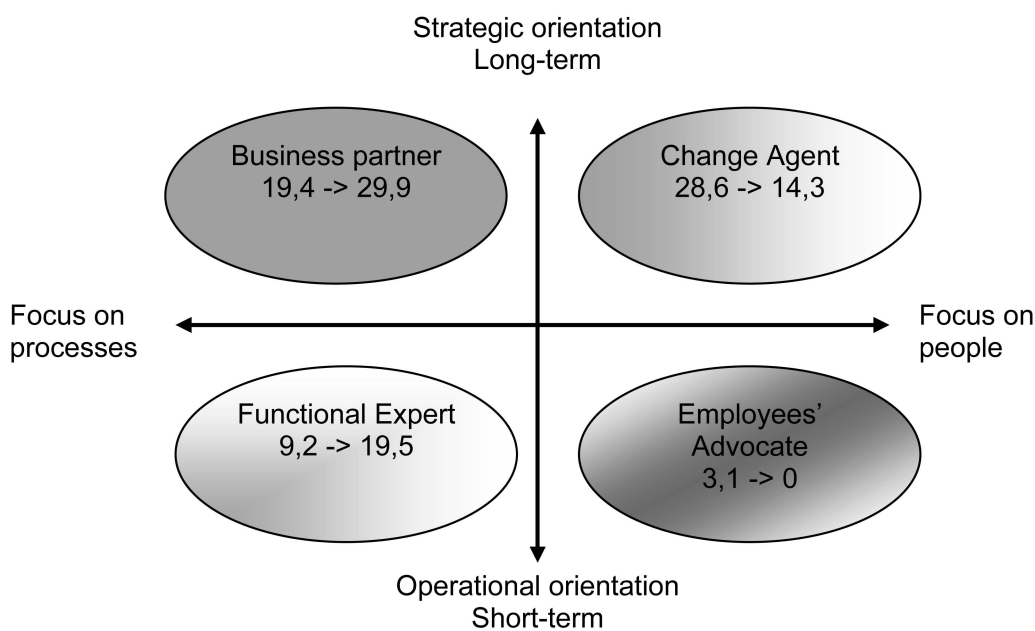 Strategic orientation
Long-term
Business partner
19,4 -> 29,9
Change Agent
28,6 -> 14,3
Focus on
processes
Focus on
people
Functional Expert
9,2 -> 19,5
Employees’
Advocate
3,1 -> 0
Operational orientation
Short-term